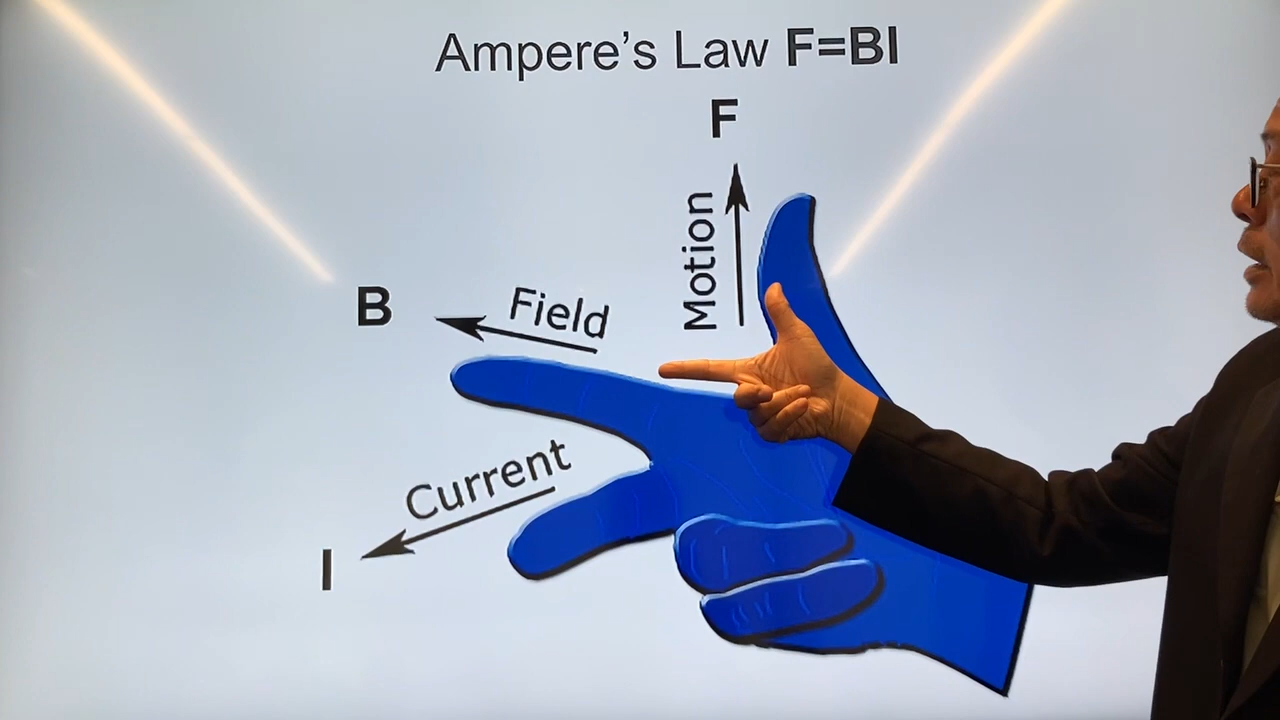 Ampere's Law F=BI
F
Motion
B
Field
Current
I